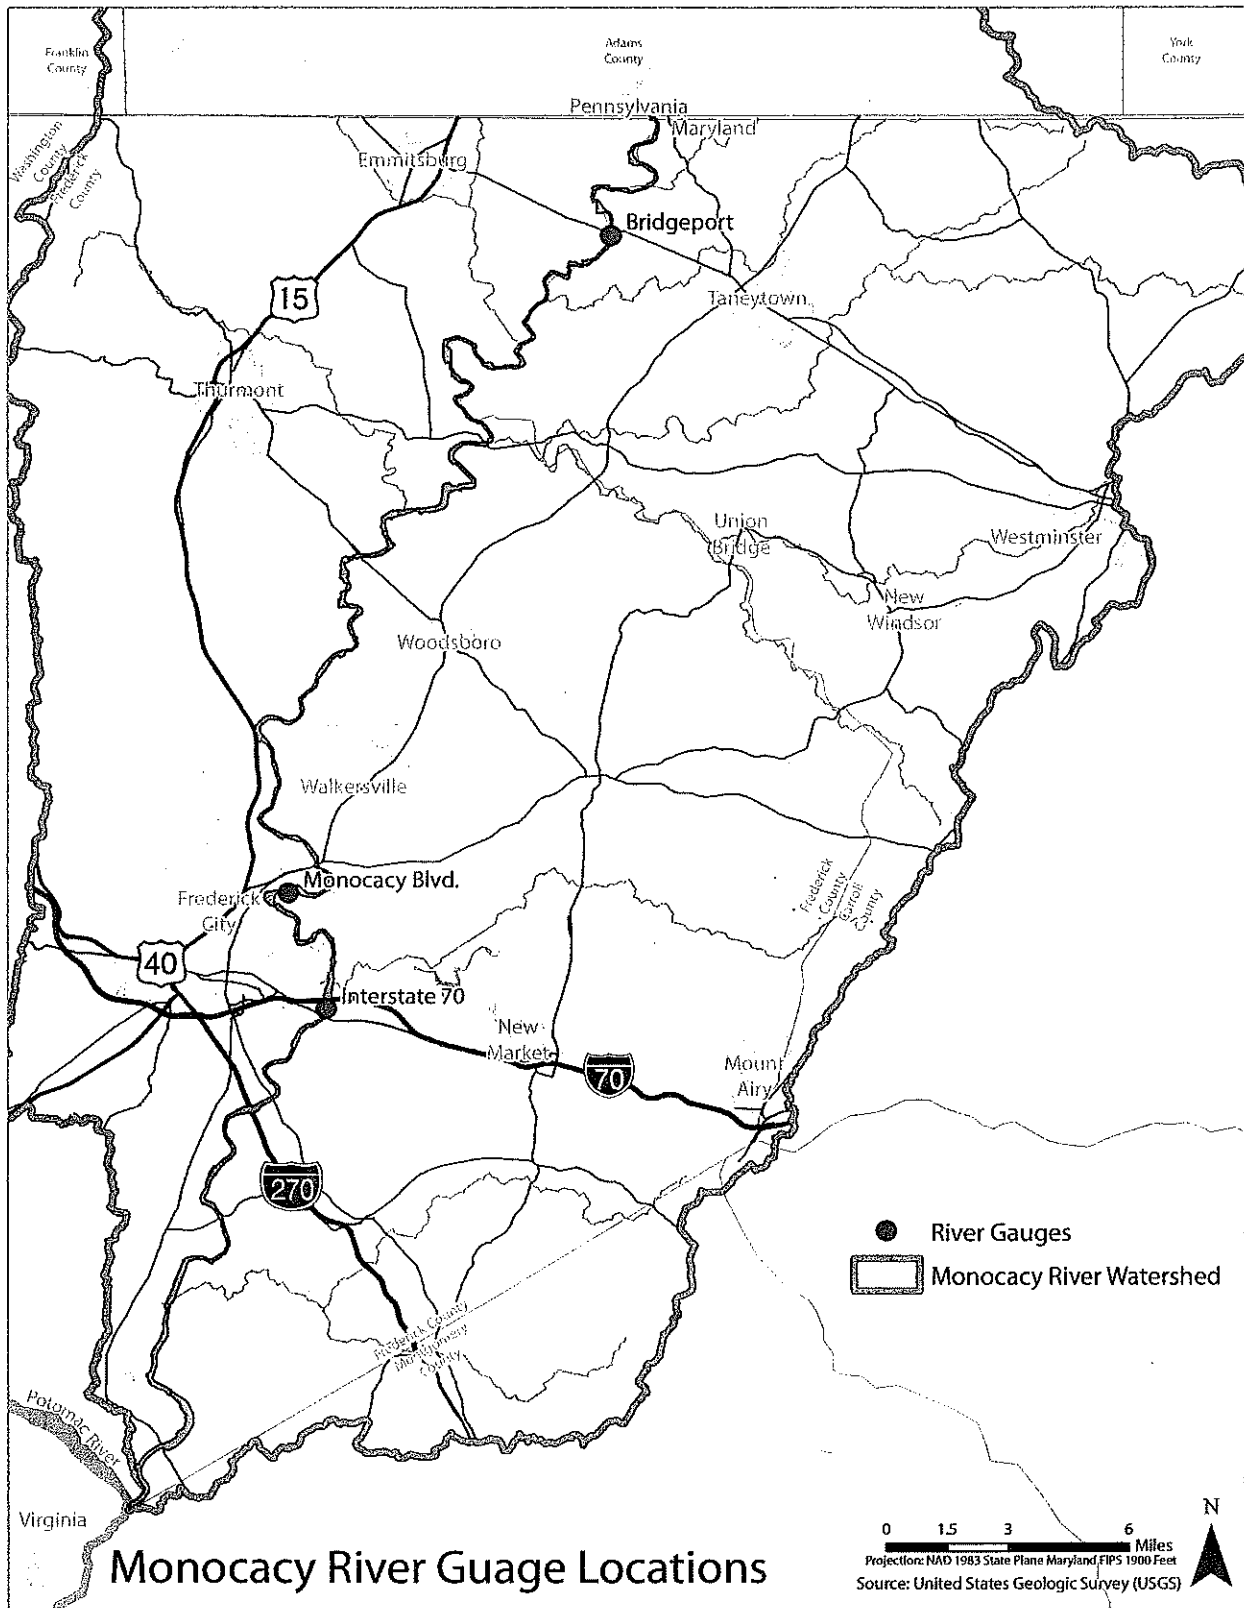 Franklin
County
Adams
County
York
County
Pennsylvania
Maryland
Washington
County
Frederick
County
Emmitsburg
Bridgeport
15
Taneytown
Thurmont
Union
Bridge
Westminster
New
Windsor
Woodsboro
Walkersville
Monocacy Blvd.
Frederick
City
Frederick
County
Carroll
County
40
Interstate 70
New
Market
70
Mount
Airy
270
River Gauges
Monocacy River Watershed
Frederick County
Montgomery
County
Potomac River
Virginia
N
0 1.5 3 6
Miles
Projection: NAD 1983 State Plane Maryland FIPS 1900 Feet
Source: United States Geologic Survey (USGS)
Monocacy River Guage Locations